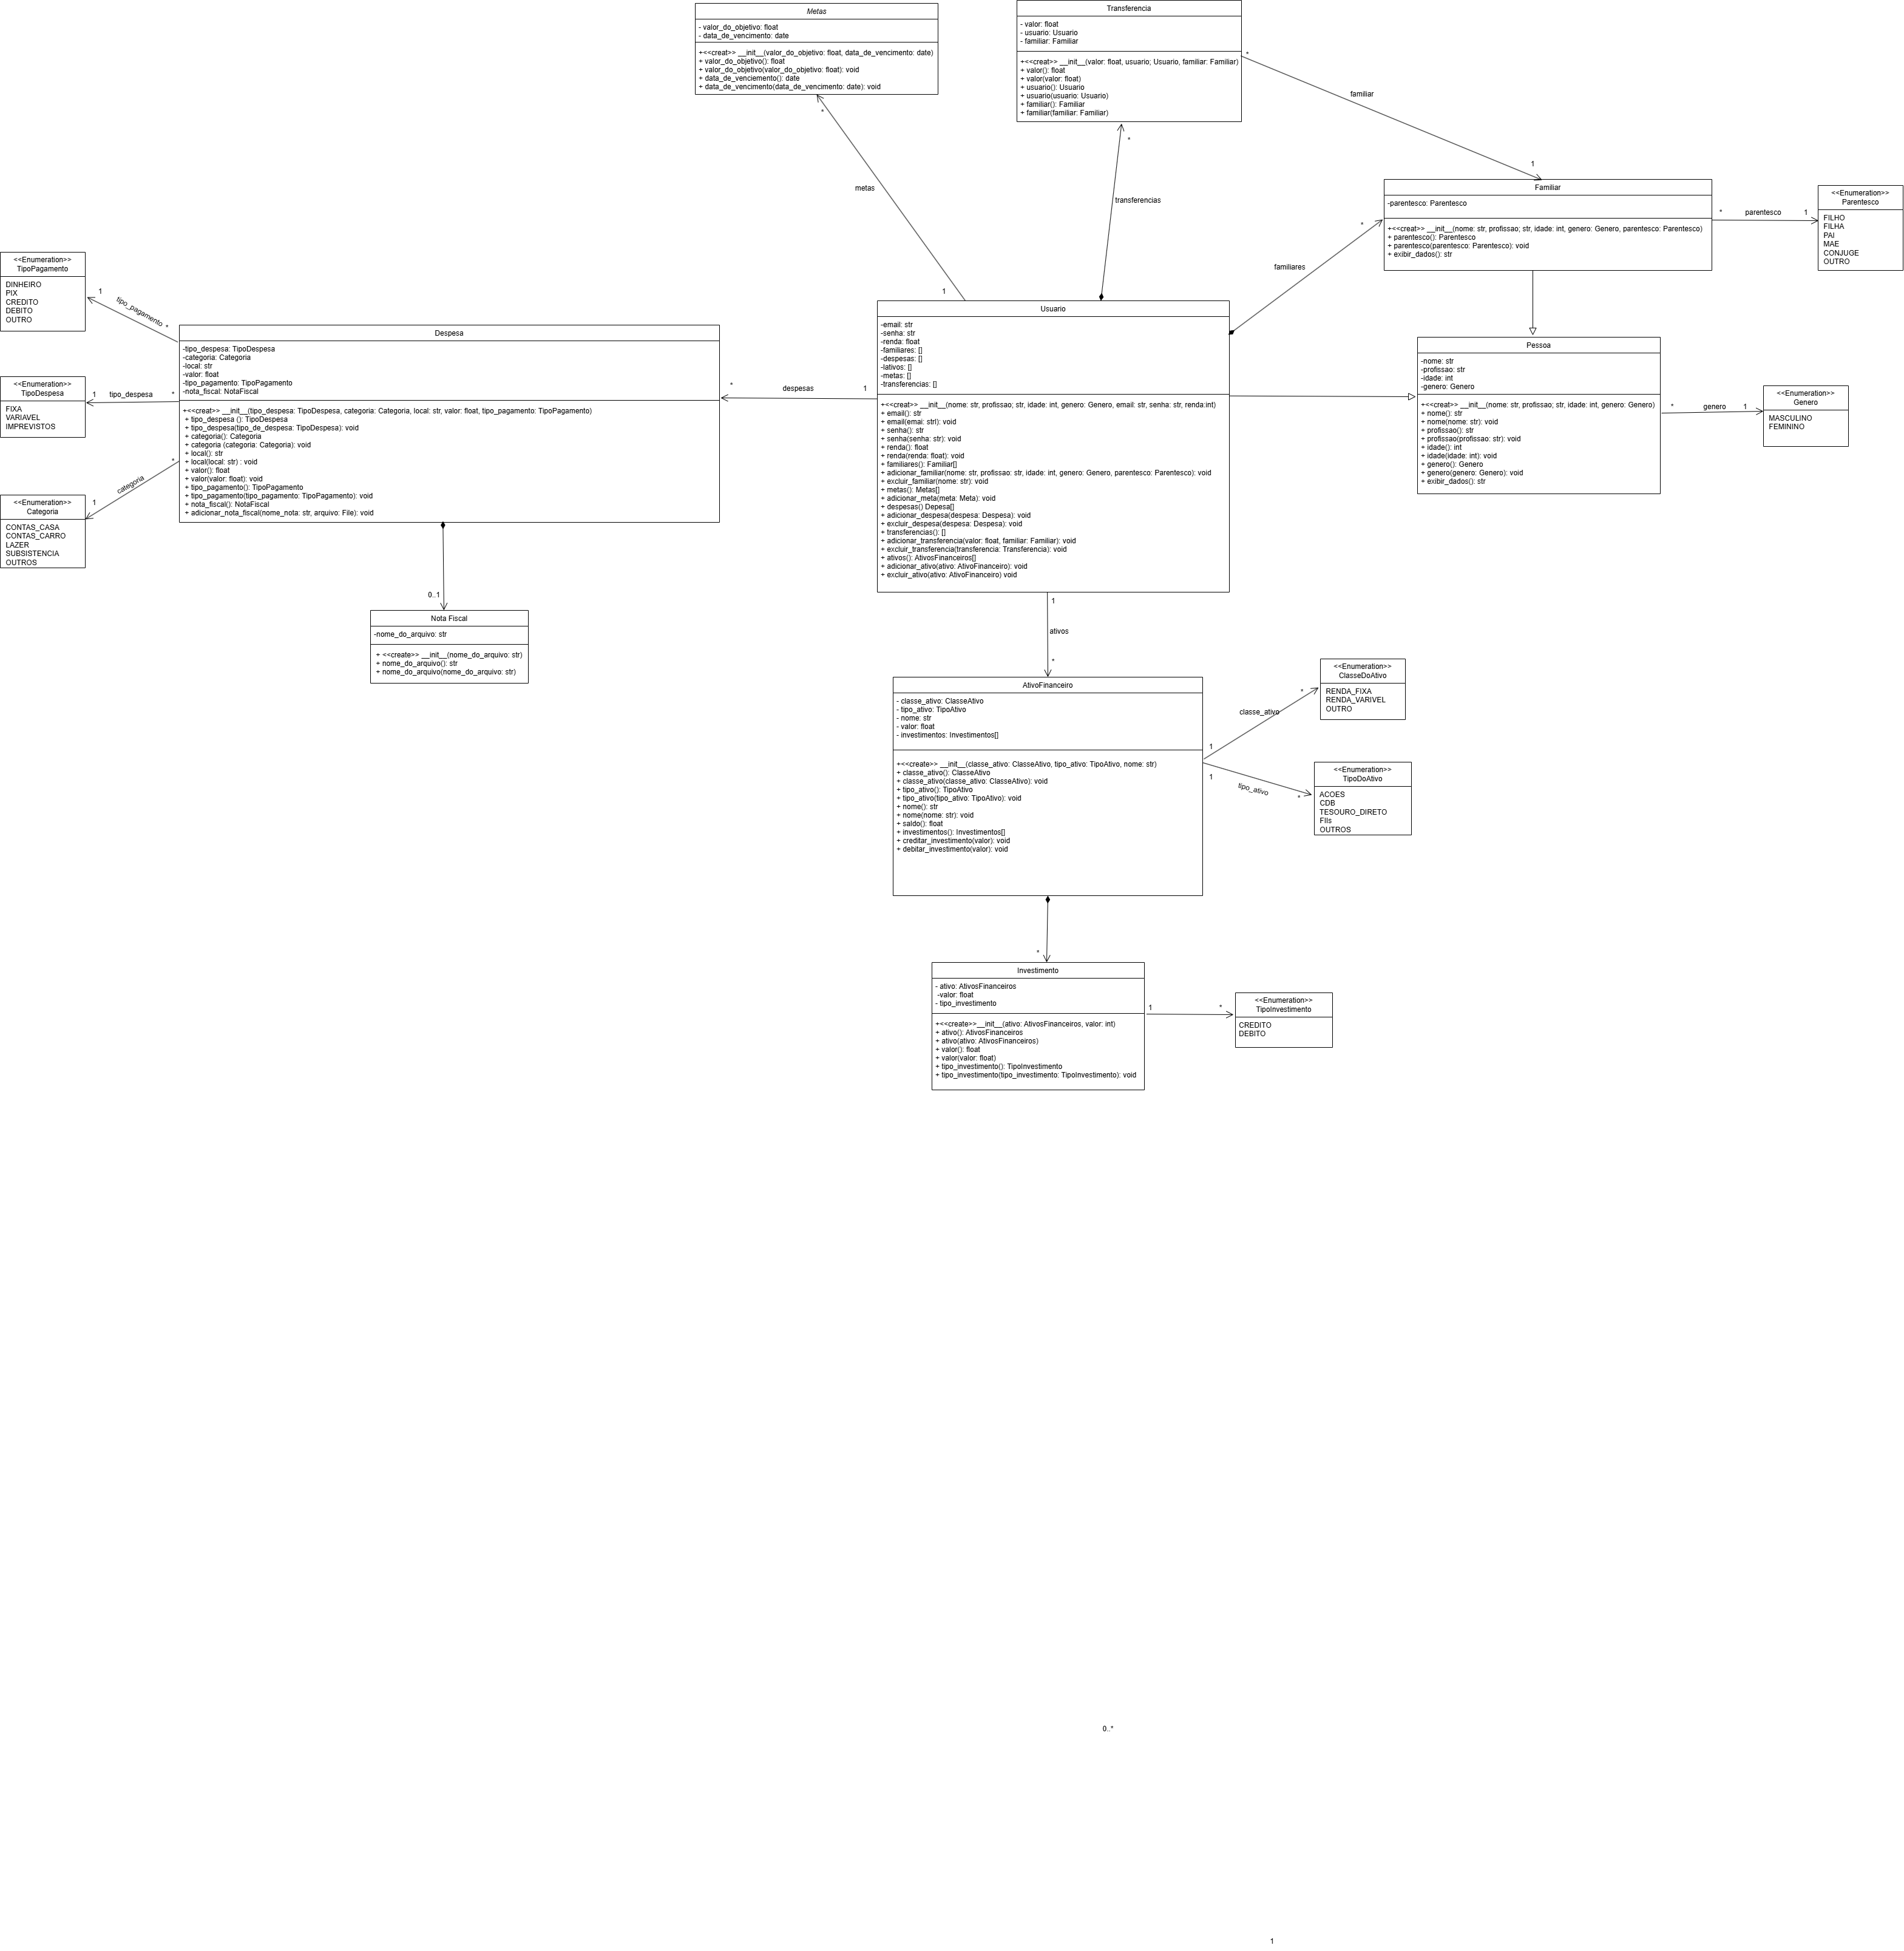 Metas
- valor_do_objetivo: float
- data_de_vencimento: date
+<<creat>> __init__(valor_do_objetivo: float, data_de_vencimento: date)
+ valor_do_objetivo(): float
+ valor_do_objetivo(valor_do_objetivo: float): void
+ data_de_venciemento(): date
+ data_de_vencimento(data_de_vencimento: date): void
Transferencia
- valor: float
- usuario: Usuario
- familiar: Familiar
+<<creat>> __init__(valor: float, usuario; Usuario, familiar: Familiar)
+ valor(): float
+ valor(valor: float)
+ usuario(): Usuario
+ usuario(usuario: Usuario)
+ familiar(): Familiar
+ familiar(familiar: Familiar)
*
familiar
1
*
metas
1
*
transferencias
Familiar
-parentesco: Parentesco
+<<creat>> __init__(nome: str, profissao; str, idade: int, genero: Genero, parentesco: Parentesco)
+ parentesco(): Parentesco
+ parentesco(parentesco: Parentesco): void
+ exibir_dados(): str
* parentesco 1
<<Enumeration>>
Parentesco
FILHO
FILHA
PAI
MAE
CONJUGE
OUTRO
*
familiares
<<Enumeration>>
TipoPagamento
DINHEIRO
PIX
CREDITO
DEBITO
OUTRO
1
tipo_pagamento *
<<Enumeration>>
TipoDespesa
FIXA
VARIAVEL
IMPREVISTOS
1 tipo_despesa *
<<Enumeration>>
Categoria
CONTAS_CASA
CONTAS_CARRO
LAZER
SUBSISTENCIA
OUTROS
*
categoria
1
Despesa
-tipo_despesa: TipoDespesa
-categoria: Categoria
-local: str
-valor: float
-tipo_pagamento: TipoPagamento
-nota_fiscal: NotaFiscal
+<<creat>> __init__(tipo_despesa: TipoDespesa, categoria: Categoria, local: str, valor: float, tipo_pagamento: TipoPagamento)
+ tipo_despesa (): TipoDespesa
+ tipo_despesa(tipo_de_despesa: TipoDespesa): void
+ categoria(): Categoria
+ categoria (categoria: Categoria): void
+ local(): str
+ local(local: str) : void
+ valor(): float
+ valor(valor: float): void
+ tipo_pagamento(): TipoPagamento
+ tipo_pagamento(tipo_pagamento: TipoPagamento): void
+ nota_fiscal(): NotaFiscal
+ adicionar_nota_fiscal(nome_nota: str, arquivo: File): void
* despesas 1
Usuario
-email: str
-senha: str
-renda: float
-familiares: []
-despesas: []
-lativos: []
-metas: []
-transferencias: []
+<<creat>> __init__(nome: str, profissao; str, idade: int, genero: Genero, email: str, senha: str, renda:int)
+ email(): str
+ email(emai: strl): void
+ senha(): str
+ senha(senha: str): void
+ renda(): float
+ renda(renda: float): void
+ familiares(): Familiar[]
+ adicionar_familiar(nome: str, profissao: str, idade: int, genero: Genero, parentesco: Parentesco): void
+ excluir_familiar(nome: str): void
+ metas(): Metas[]
+ adicionar_meta(meta: Meta): void
+ despesas() Depesa[]
+ adicionar_despesa(despesa: Despesa): void
+ excluir_despesa(despesa: Despesa): void
+ transferencias(): []
+ adicionar_transferencia(valor: float, familiar: Familiar): void
+ excluir_transferencia(transferencia: Transferencia): void
+ ativos(): AtivosFinanceiros[]
+ adicionar_ativo(ativo: AtivoFinanceiro): void
+ excluir_ativo(ativo: AtivoFinanceiro) void
Pessoa
-nome: str
-profissao: str
-idade: int
-genero: Genero
+<<creat>> __init__(nome: str, profissao; str, idade: int, genero: Genero)
+ nome(): str
+ nome(nome: str): void
+ profissao(): str
+ profissao(profissao: str): void
+ idade(): int
+ idade(idade: int): void
+ genero(): Genero
+ genero(genero: Genero): void
+ exibir_dados(): str
* genero 1
<<Enumeration>>
Genero
MASCULINO
FEMININO
0..1
Nota Fiscal
-nome_do_arquivo: str
+ <<create>> __init__(nome_do_arquivo: str)
+ nome_do_arquivo(): str
+ nome_do_arquivo(nome_do_arquivo: str)
1
ativos
*
AtivoFinanceiro
- classe_ativo: ClasseAtivo
- tipo_ativo: TipoAtivo
- nome: str
- valor: float
- investimentos: Investimentos[]
+<<create>> __init__(classe_ativo: ClasseAtivo, tipo_ativo: TipoAtivo, nome: str)
+ classe_ativo(): ClasseAtivo
+ classe_ativo(classe_ativo: ClasseAtivo): void
+ tipo_ativo(): TipoAtivo
+ tipo_ativo(tipo_ativo: TipoAtivo): void
+ nome(): str
+ nome(nome: str): void
+ saldo(): float
+ investimentos(): Investimentos[]
+ creditar_investimento(valor): void
+ debitar_investimento(valor): void
*
classe_ativo
1
<<Enumeration>>
ClasseDoAtivo
RENDA_FIXA
RENDA_VARIVEL
OUTRO
1
tipo_ativo
*
<<Enumeration>>
TipoDoAtivo
ACOES
CDB
TESOURO_DIRETO
FIIs
OUTROS
*
Investimento
- ativo: AtivosFinanceiros
-valor: float
- tipo_investimento
+<<create>>__init__(ativo: AtivosFinanceiros, valor: int)
+ ativo(): AtivosFinanceiros
+ ativo(ativo: AtivosFinanceiros)
+ valor(): float
+ valor(valor: float)
+ tipo_investimento(): TipoInvestimento
+ tipo_investimento(tipo_investimento: TipoInvestimento): void
1 *
<<Enumeration>>
TipoInvestimento
CREDITO
DEBITO
0..*
1